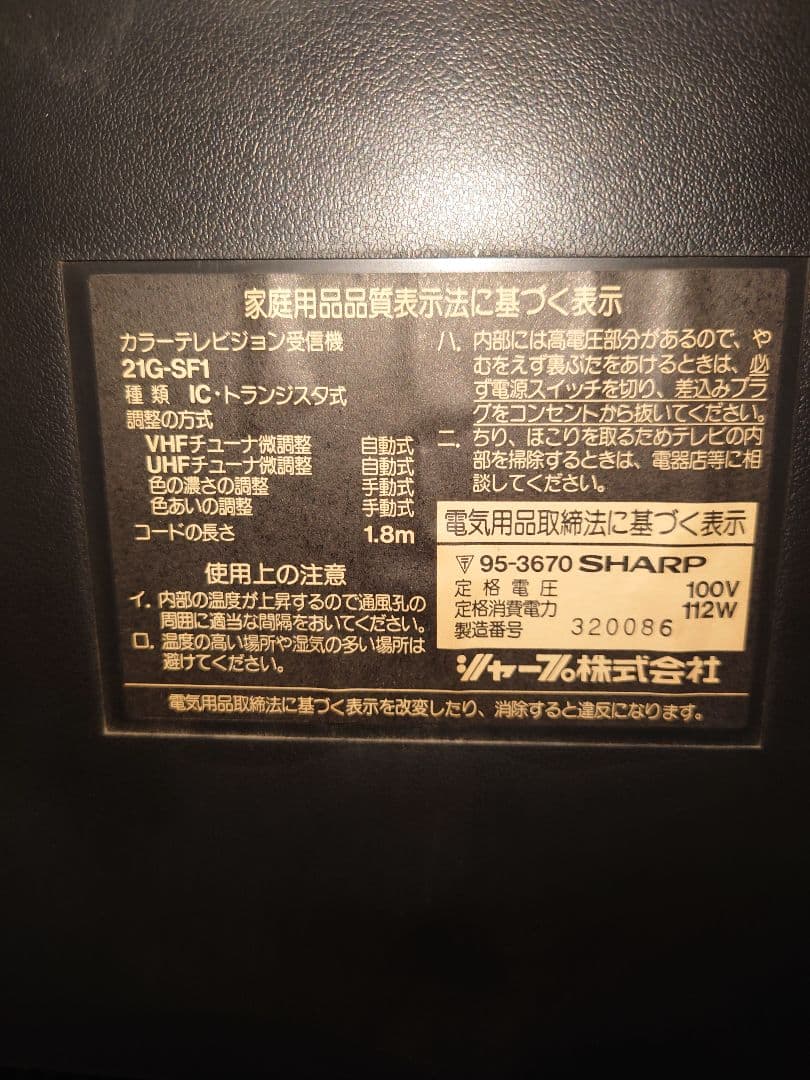 家庭用品品質表示法に基づく表示
カラーテレビジョン受信機
21G-SF1
種類 IC・トランジスタ式
調整の方式
VHFチューナ微調整 自動式
UHFチューナ微調整 自動式
色の濃さの調整 手動式
色あいの調整 手動式
コードの長さ 1.8m
使用上の注意
イ. 内部の温度が上昇するので通風孔の
周囲に適当な間隔をおいてください。
ロ. 温度の高い場所や湿気の多い場所は
避けてください。
ハ. 内部には高電圧部分があるので、や
むをえず裏ぶたをあけるときは、必
ず電源スイッチを切り、差込みプラ
グをコンセントから抜いてください。
ニ. ちり、ほこりを取るためテレビの内
部を掃除するときは、電器店等に相
談してください。
電気用品取締法に基づく表示
〒 95-3670 SHARP
定格電圧 100V
定格消費電力 112W
製造番号 320086
シャープ株式会社
電気用品取締法に基づく表示を改変したり、消除すると違反になります。